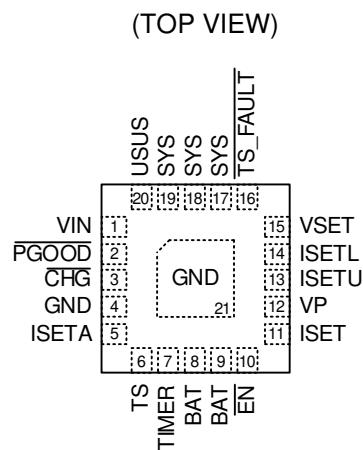 (TOP VIEW)
USUS
SYS
SYS
SYS
TS_FAULT
20 19 18 17 16
VIN 1
PGOOD 2
CHG 3
GND 4
ISETA 5
GND
21
15 VSET
14 ISETL
13 ISETU
12 VP
11 ISET
6 7 8 9 10
TS
TIMER
BAT
BAT
EN